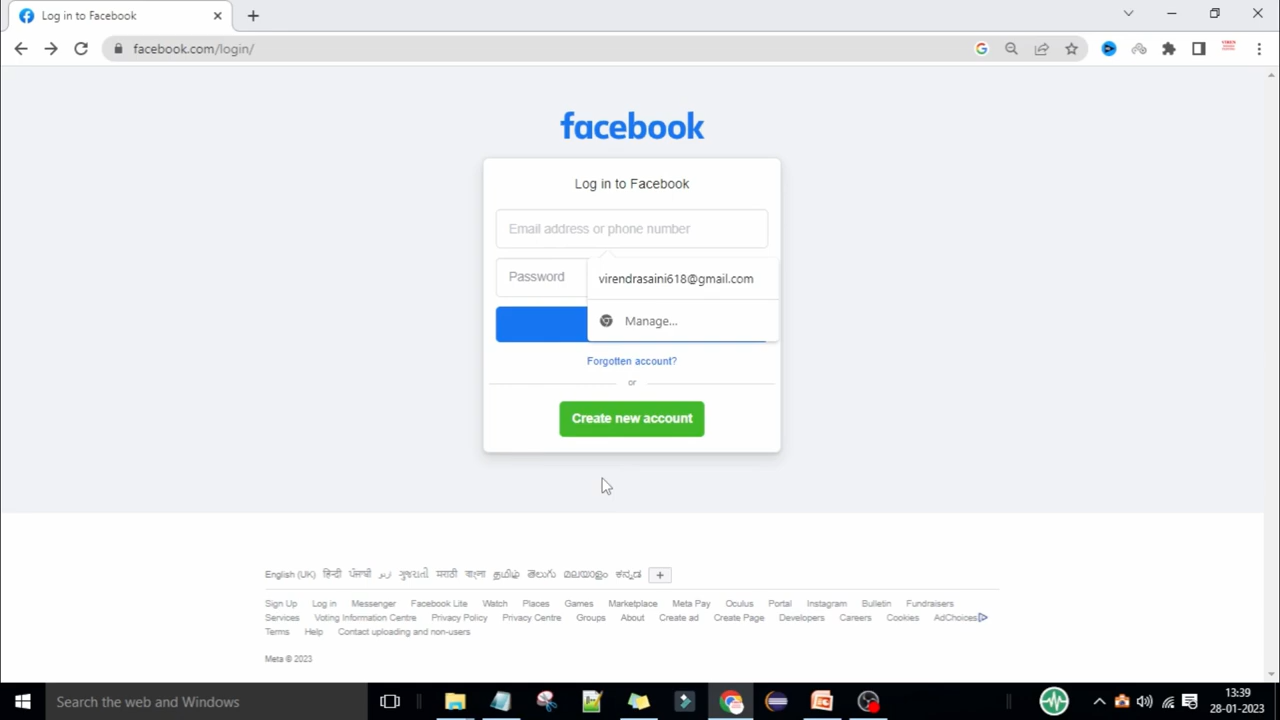 Log in to Facebook
facebook.com/login/
facebook
Log in to Facebook
Email address or phone number
Password
virendrasaini618@gmail.com
Manage...
Forgotten account?
or
Create new account
English (UK) हिन्दी ਪੰਜਾਬੀ اردو ગુજરાતી मराठी বাংলা தமிழ் తెలుగు മലയാളം ಕನ್ನಡ +
Sign Up Log in Messenger Facebook Lite Watch Places Games Marketplace Meta Pay Oculus Portal Instagram Bulletin Fundraisers
Services Voting Information Centre Privacy Policy Privacy Centre Groups About Create ad Create Page Developers Careers Cookies AdChoices
Terms Help Contact uploading and non-users
Meta © 2023
Search the web and Windows
13:39
28-01-2023